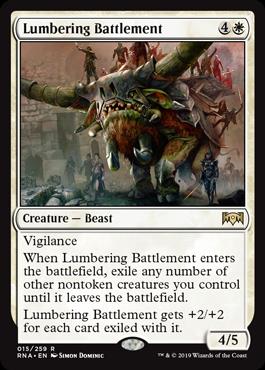 Lumbering Battlement 4
Creature — Beast
Vigilance
When Lumbering Battlement enters
the battlefield, exile any number of
other nontoken creatures you control
until it leaves the battlefield.
Lumbering Battlement gets +2/+2
for each card exiled with it.
4/5
015/259 R
RNA • EN SIMON DOMINIC
™ & © 2019 Wizards of the Coast